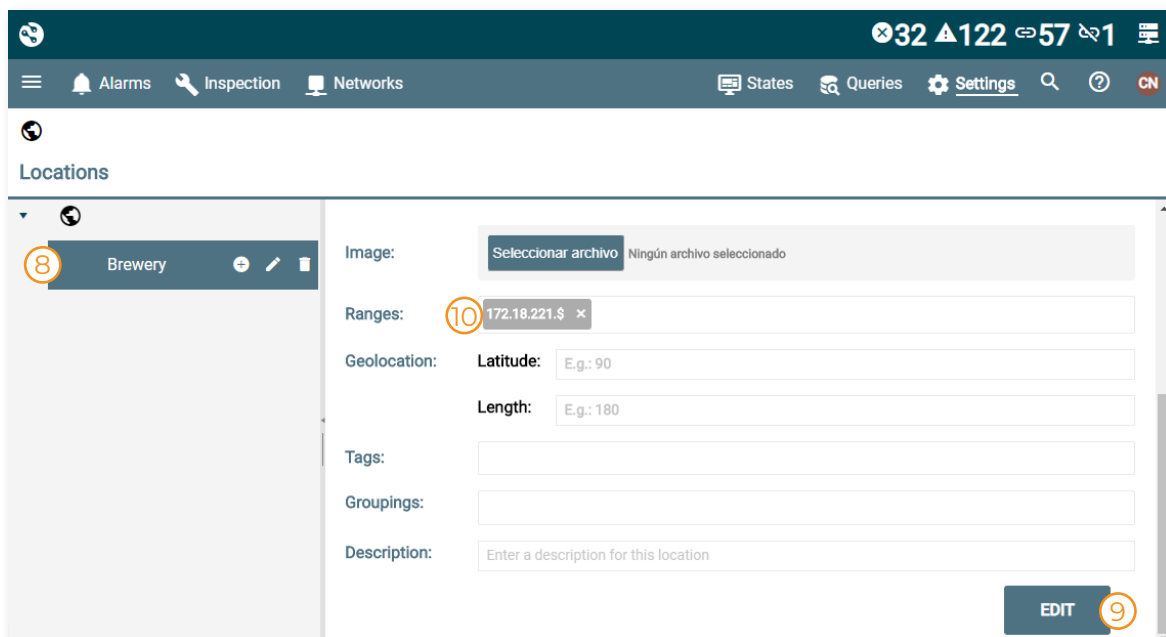 32 122 57 1
Alarms Inspection Networks States Queries Settings CN
Locations
8 Brewery
Image: Seleccionar archivo Ningún archivo seleccionado
Ranges: 10 172.18.221.$ ×
Geolocation: Latitude: E.g.: 90
Length: E.g.: 180
Tags:
Groupings:
Description: Enter a description for this location
EDIT 9